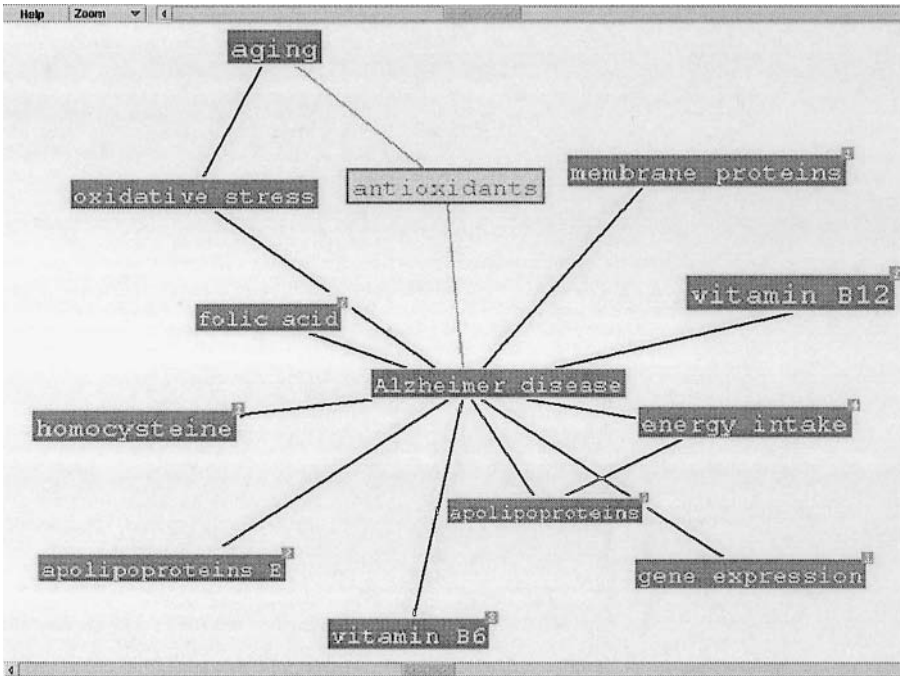 Help Zoom
aging
oxidative stress
antioxidants
membrane proteins
vitamin B12
folic acid
Alzheimer disease
homocysteine
energy intake
apolipoproteins
apolipoproteins E
gene expression
vitamin B6